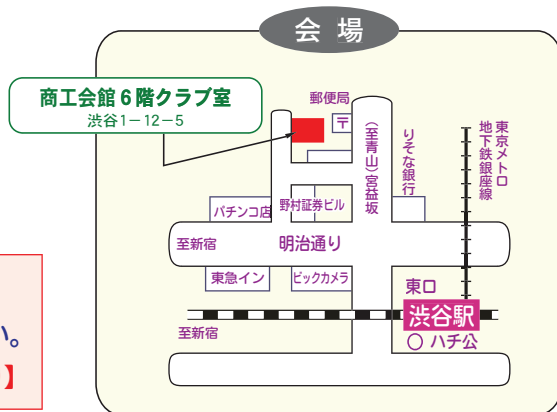 会場
商工会館6階クラブ室
渋谷1−12−5
郵便局
〒
(至青山)宮益坂
りそな銀行
東京メトロ
地下鉄銀座線
パチンコ店
野村証券ビル
至新宿
明治通り
東急イン
ビックカメラ
東口
渋谷駅
至新宿
○ ハチ公
い。
】